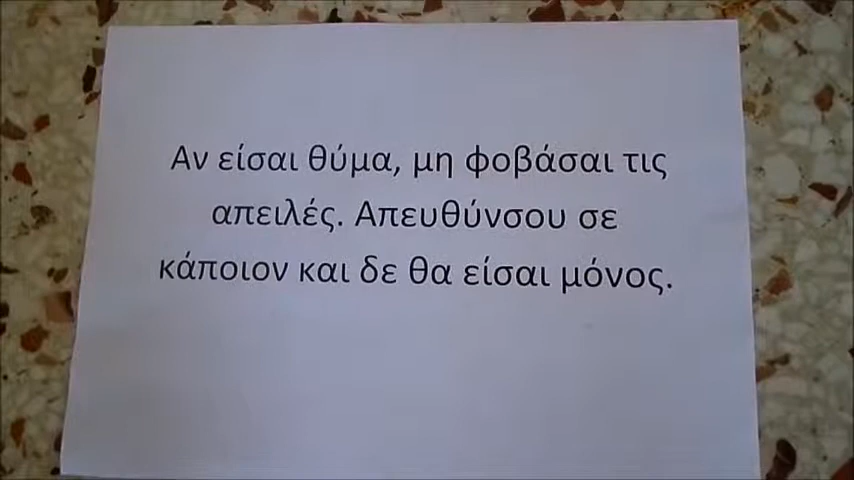 Αν είσαι θύμα, μη φοβάσαι τις
απειλές. Απευθύνσου σε
κάποιον και δε θα είσαι μόνος.